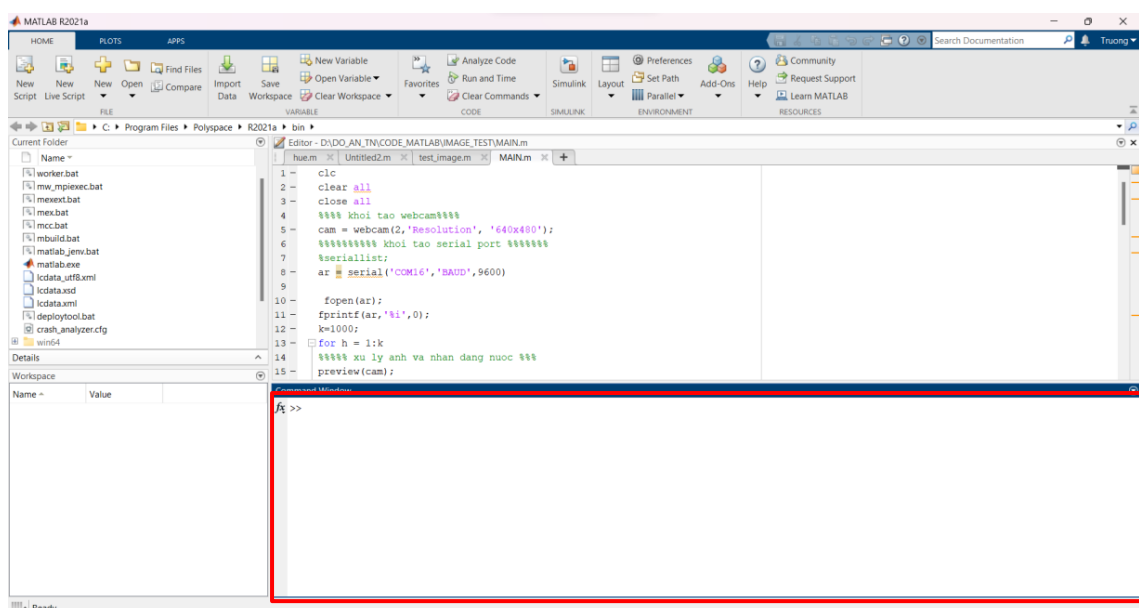 MATLAB R2021a
HOME PLOTS APPS Search Documentation Truong
New Script New Live Script New Open Find Files Compare Import Data Save Workspace New Variable Open Variable Clear Workspace Favorites Analyze Code Run and Time Clear Commands Simulink Layout Preferences Set Path Parallel Add-Ons Help Community Request Support Learn MATLAB
FILE VARIABLE CODE SIMULINK ENVIRONMENT RESOURCES
C: Program Files Polyspace R2021a bin
Current Folder
Name
worker.bat
mw_mpiexec.bat
mexext.bat
mex.bat
mcc.bat
mbuild.bat
matlab_jenv.bat
matlab.exe
lcdata_utf8.xml
lcdata.xsd
lcdata.xml
deploytool.bat
crash_analyzer.cfg
win64
Details
Workspace
Name Value
Editor - D:\DO_AN_TN\CODE_MATLAB\IMAGE_TEST\MAIN.m
hue.m Untitled2.m test_image.m MAIN.m
1 - clc
2 - clear all
3 - close all
4 %%%% khoi tao webcam%%%%
5 - cam = webcam(2,'Resolution', '640x480');
6 %%%%%%%%%% khoi tao serial port %%%%%%%
7 %seriallist;
8 - ar = serial('COM16','BAUD',9600)
9
10 - fopen(ar);
11 - fprintf(ar,'%i',0);
12 - k=1000;
13 - for h = 1:k
14 %%%%% xu ly anh va nhan dang nuoc %%%
15 - preview(cam);
Command Window
fx >>
Ready